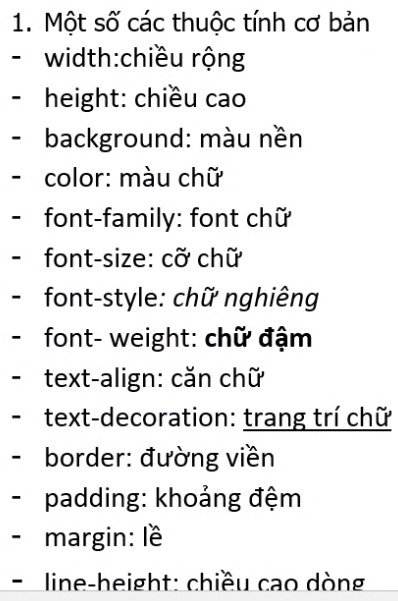 1. Một số các thuộc tính cơ bản
- width:chiều rộng
- height: chiều cao
- background: màu nền
- color: màu chữ
- font-family: font chữ
- font-size: cỡ chữ
- font-style: chữ nghiêng
- font- weight: chữ đậm
- text-align: căn chữ
- text-decoration: trang trí chữ
- border: đường viền
- padding: khoảng đệm
- margin: lề
- line-height: chiều cao dòng